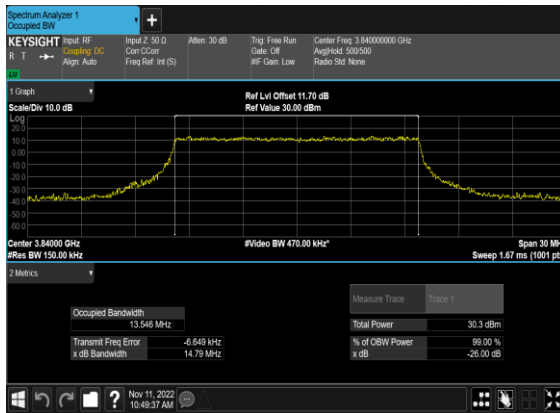 Spectrum Analyzer 1
Occupied BW
KEYSIGHT
R T
LXI
Input: RF
Coupling: DC
Align: Auto
Input Z: 50 Ω
Corr CCorr
Freq Ref: Int (S)
Atten: 30 dB
Trig: Free Run
Gate: Off
#IF Gain: Low
Center Freq: 3.840000000 GHz
Avg|Hold: 500/500
Radio Std: None
1 Graph
Scale/Div 10.0 dB
Ref Lvl Offset 11.70 dB
Ref Value 30.00 dBm
Log
20.0
10.0
0.00
-10.0
-20.0
-30.0
-40.0
-50.0
-60.0
Center 3.84000 GHz
#Res BW 150.00 kHz
#Video BW 470.00 kHz*
Span 30 MH
Sweep 1.67 ms (1001 pt
2 Metrics
Measure Trace
Trace 1
Occupied Bandwidth
13.546 MHz
Total Power
30.3 dBm
Transmit Freq Error
-6.649 kHz
% of OBW Power
99.00 %
x dB Bandwidth
14.79 MHz
x dB
-26.00 dB
?
Nov 11, 2022
10:49:37 AM